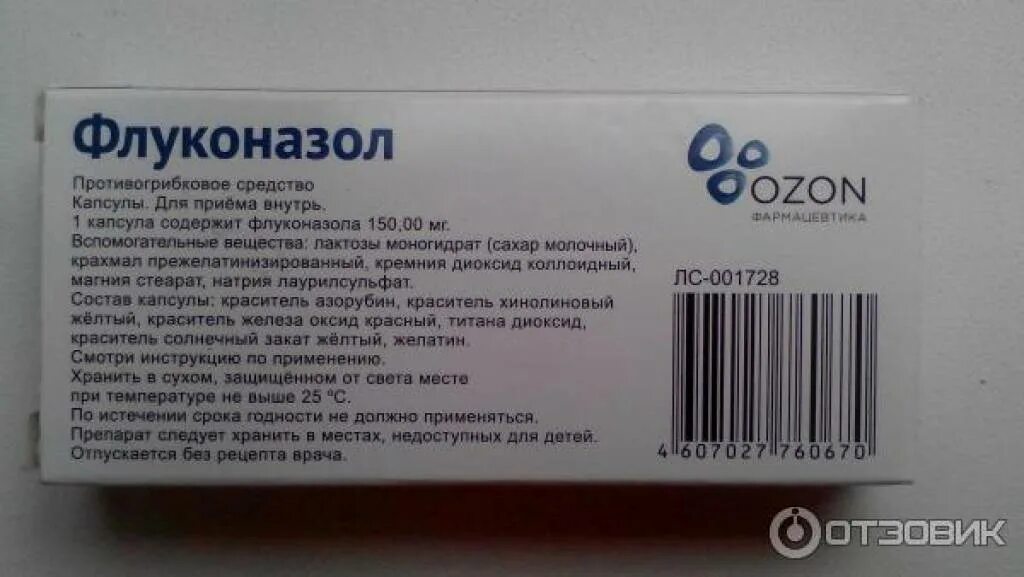 Флуконазол
Противогрибковое средство
Капсулы. Для приёма внутрь.
1 капсула содержит флуконазола 150,00 мг.
Вспомогательные вещества: лактозы моногидрат (сахар молочный),
крахмал прежелатинизированный, кремния диоксид коллоидный,
магния стеарат, натрия лаурилсульфат.
Состав капсулы: краситель азорубин, краситель хинолиновый
жёлтый, краситель железа оксид красный, титана диоксид,
краситель солнечный закат жёлтый, желатин.
Смотри инструкцию по применению.
Хранить в сухом, защищённом от света месте
при температуре не выше 25 °С.
По истечении срока годности не должно применяться.
Препарат следует хранить в местах, недоступных для детей.
Отпускается без рецепта врача.
OZON
ФАРМАЦЕВТИКА
ЛС-001728
4 607027 760670
ОТЗОВИК